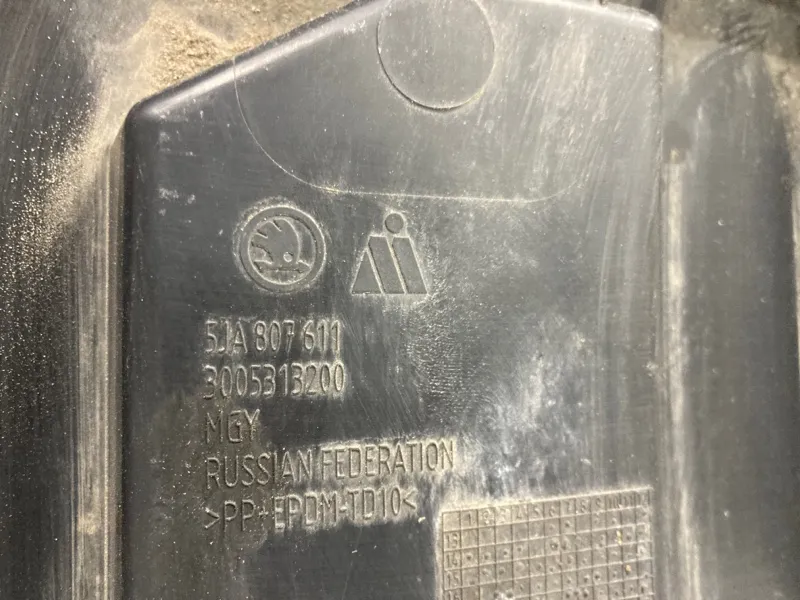 5JA 807 611
3005313200
MGY
RUSSIAN FEDERATION
>PP+EPDM-TD10<